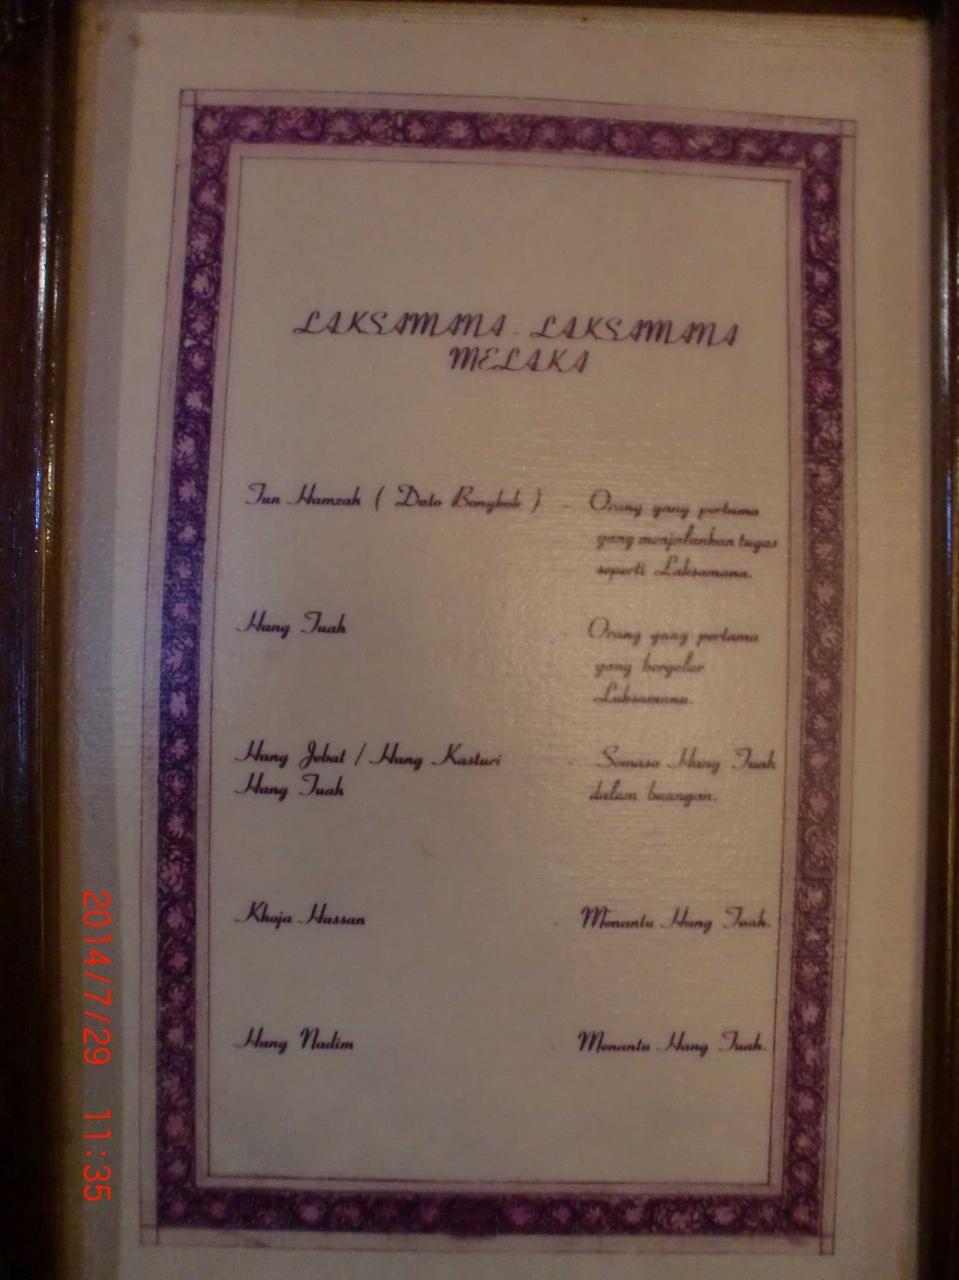 LAKSAMANA - LAKSAMANA
MELAKA
Tun Hamzah ( Dato Bongkok ) - Orang yang pertama
yang menjalankan tugas
seperti Laksamana.
Hang Tuah - Orang yang pertama
yang bergelar
Laksamana.
Hang Jebat / Hang Kasturi - Semasa Hang Tuah
Hang Tuah dalam buangan.
Khoja Hassan - Menantu Hang Tuah.
Hang Nadim - Menantu Hang Tuah.
2014/7/29 11:35